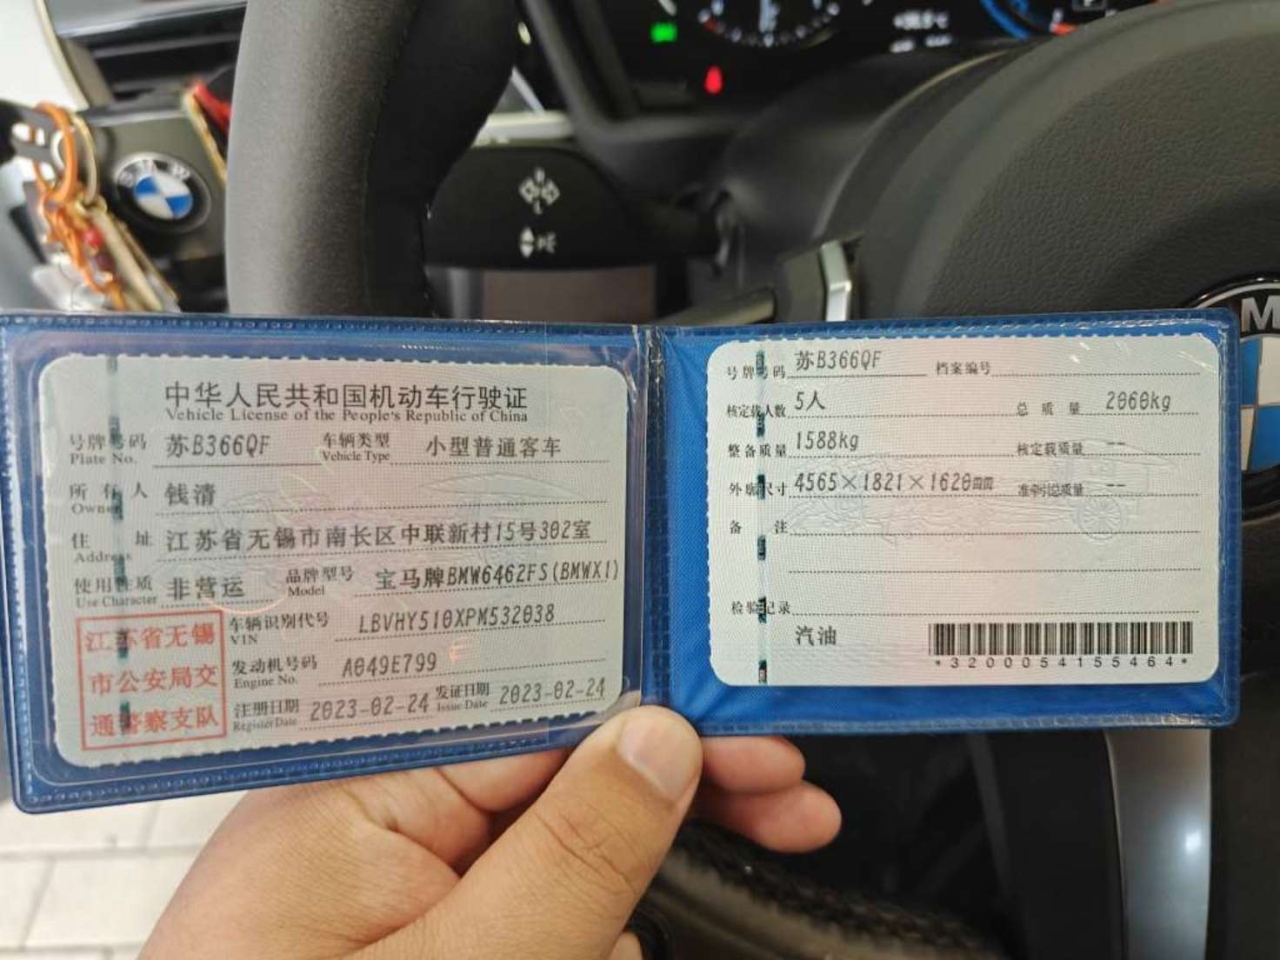 中华人民共和国机动车行驶证
Vehicle License of the People's Republic of China
号牌号码 苏B366QF 车辆类型 小型普通客车
Plate No. Vehicle Type
所有人 钱清
Owner
住址 江苏省无锡市南长区中联新村15号302室
Address
使用性质 非营运 品牌型号 宝马牌BMW6462FS(BMWX1)
Use Character Model
江苏省无锡
市公安局交
通警察支队
车辆识别代号 LBVHY510XPM532038
VIN
发动机号码 A049E799
Engine No.
注册日期 2023-02-24 发证日期 2023-02-24
Register Date Issue Date
号牌号码 苏B366QF 档案编号
核定载人数 5人 总质量 2060kg
整备质量 1588kg 核定载质量 --
外廓尺寸 4565×1821×1620mm 准牵引总质量 --
备注
检验记录
汽油
*3200054155464*
BMW
M